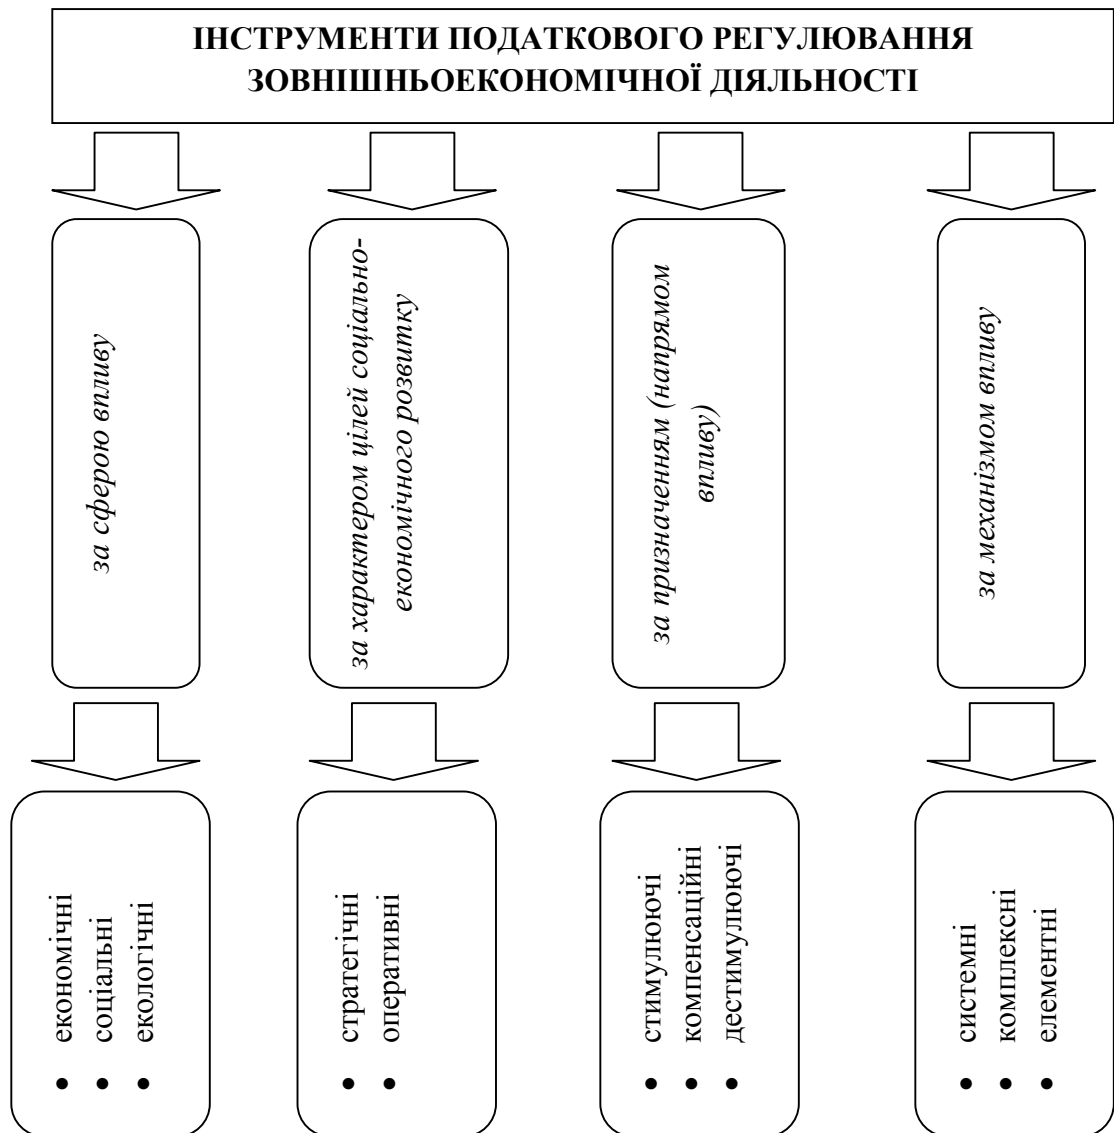 ІНСТРУМЕНТИ ПОДАТКОВОГО РЕГУЛЮВАННЯ
ЗОВНІШНЬОЕКОНОМІЧНОЇ ДІЯЛЬНОСТІ
за сферою впливу
за характером цілей соціально-
економічного розвитку
за призначенням (напрямом
впливу)
за механізмом впливу
• економічні
• соціальні
• екологічні
• стратегічні
• оперативні
• стимулюючі
• компенсаційні
• дестимулюючі
• системні
• комплексні
• елементні